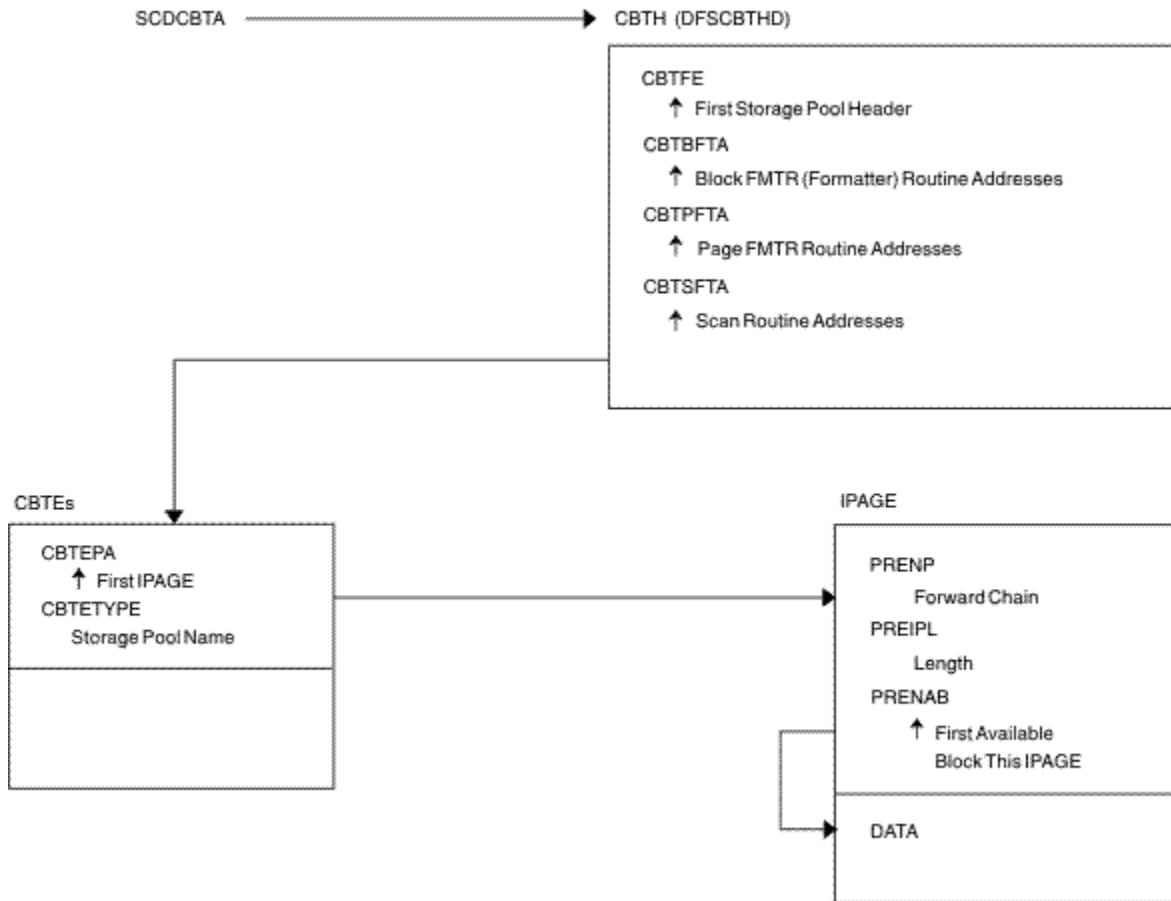 SCDCBTA
CBTH (DFSCBTHD)
CBTFE
↑ First Storage Pool Header
CBTBFTA
↑ Block FMTR (Formatter) Routine Addresses
CBTPFTA
↑ Page FMTR Routine Addresses
CBTSFTA
↑ Scan Routine Addresses
CBTEs
CBTEPA
↑ First IPAGE
CBTETYPE
Storage Pool Name
IPAGE
PRENP
Forward Chain
PREIPL
Length
PRENAB
↑ First Available
Block This IPAGE
DATA